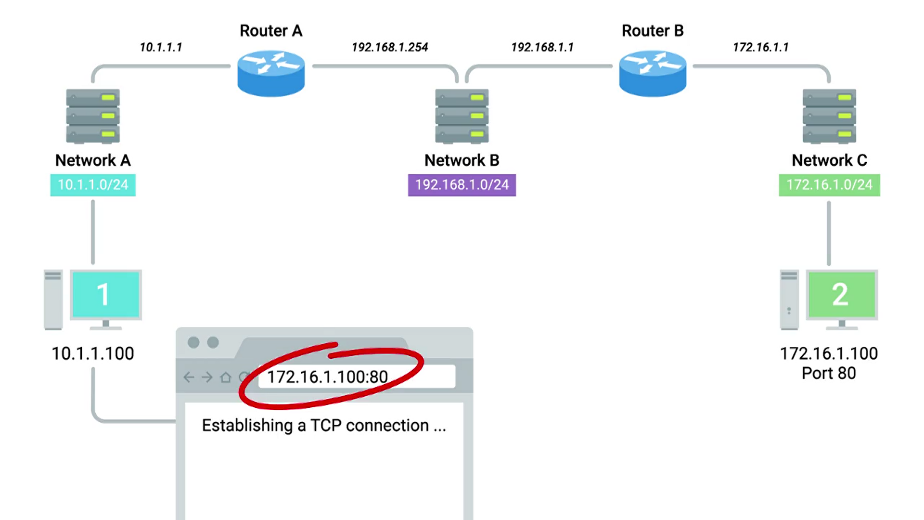 Router A
Router B
10.1.1.1
192.168.1.254
192.168.1.1
172.16.1.1
Network A
Network B
Network C
10.1.1.0/24
192.168.1.0/24
172.16.1.0/24
1
2
10.1.1.100
172.16.1.100
Port 80
172.16.1.100:80
Establishing a TCP connection ...